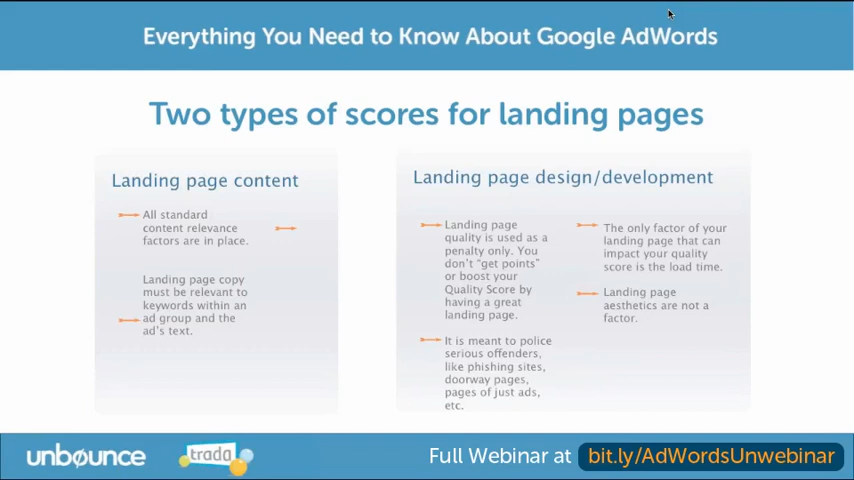 Everything You Need to Know About Google AdWords
Two types of scores for landing pages
Landing page content
All standard
content relevance
factors are in place.
Landing page copy
must be relevant to
keywords within an
ad group and the
ad's text.
Landing page design/development
Landing page
quality is used as a
penalty only. You
don't "get points"
or boost your
Quality Score by
having a great
landing page.
It is meant to police
serious offenders,
like phishing sites,
doorway pages,
pages of just ads,
etc.
The only factor of your
landing page that can
impact your quality
score is the load time.
Landing page
aesthetics are not a
factor.
unbounce
trada
Full Webinar at bit.ly/AdWordsUnwebinar